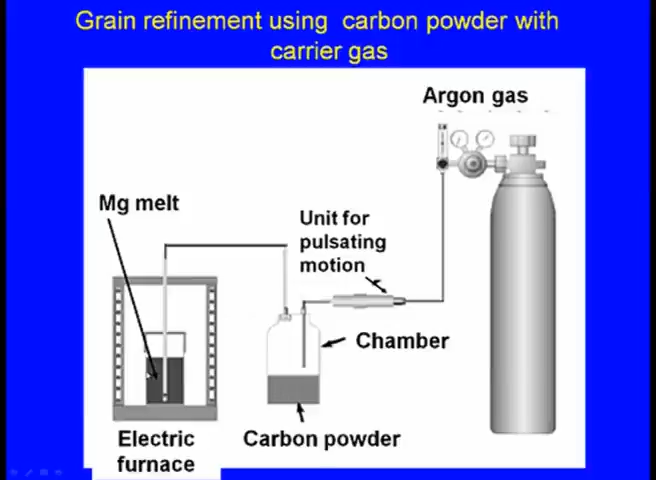 Grain refinement using carbon powder with
carrier gas
Argon gas
Mg melt
Unit for
pulsating
motion
Chamber
Carbon powder
Electric
furnace